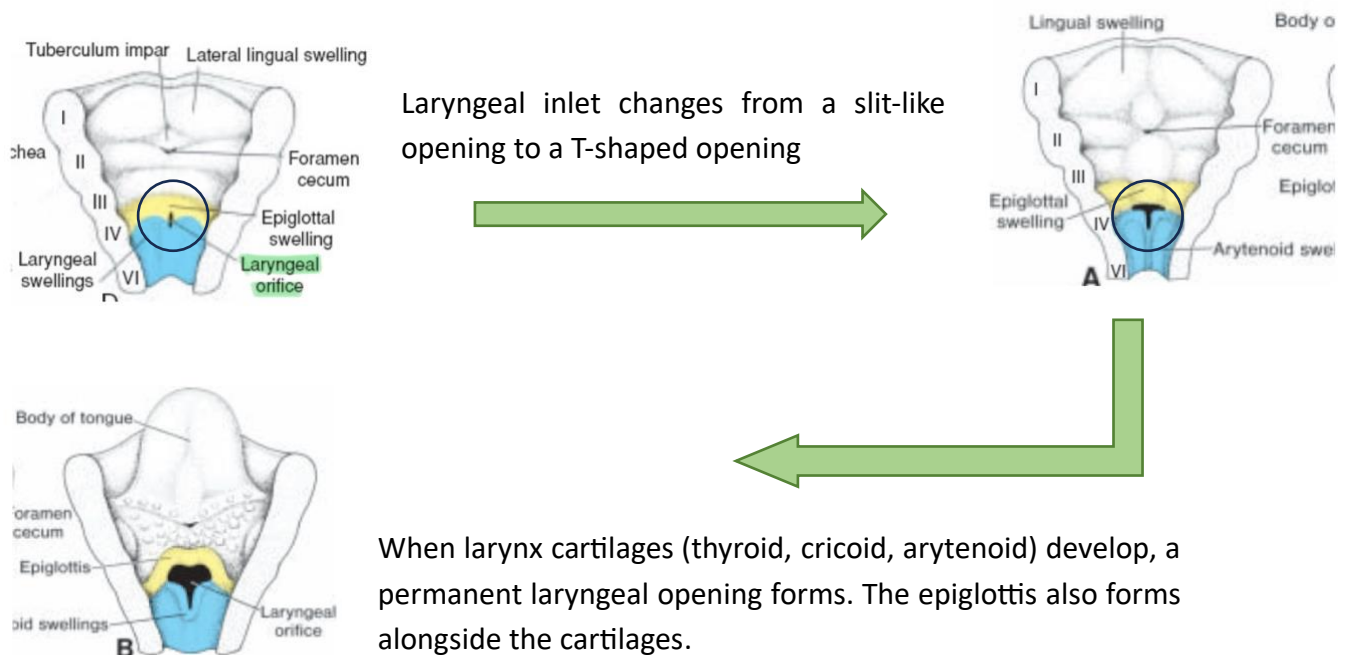 Tuberculum impar
Lateral lingual swelling
I
chea
II
Foramen
cecum
III
Epiglottal
swelling
IV
Laryngeal
swellings
VI
Laryngeal
orifice
Laryngeal inlet changes from a slit-like
opening to a T-shaped opening
Lingual swelling
Body o
I
II
Foramen
cecum
III
Epiglot
Epiglottal
swelling
IV
Arytenoid swe
A
VI
Body of tongue
oramen
cecum
Epiglottis
Laryngeal
orifice
oid swellings
B
When larynx cartilages (thyroid, cricoid, arytenoid) develop, a
permanent laryngeal opening forms. The epiglottis also forms
alongside the cartilages.